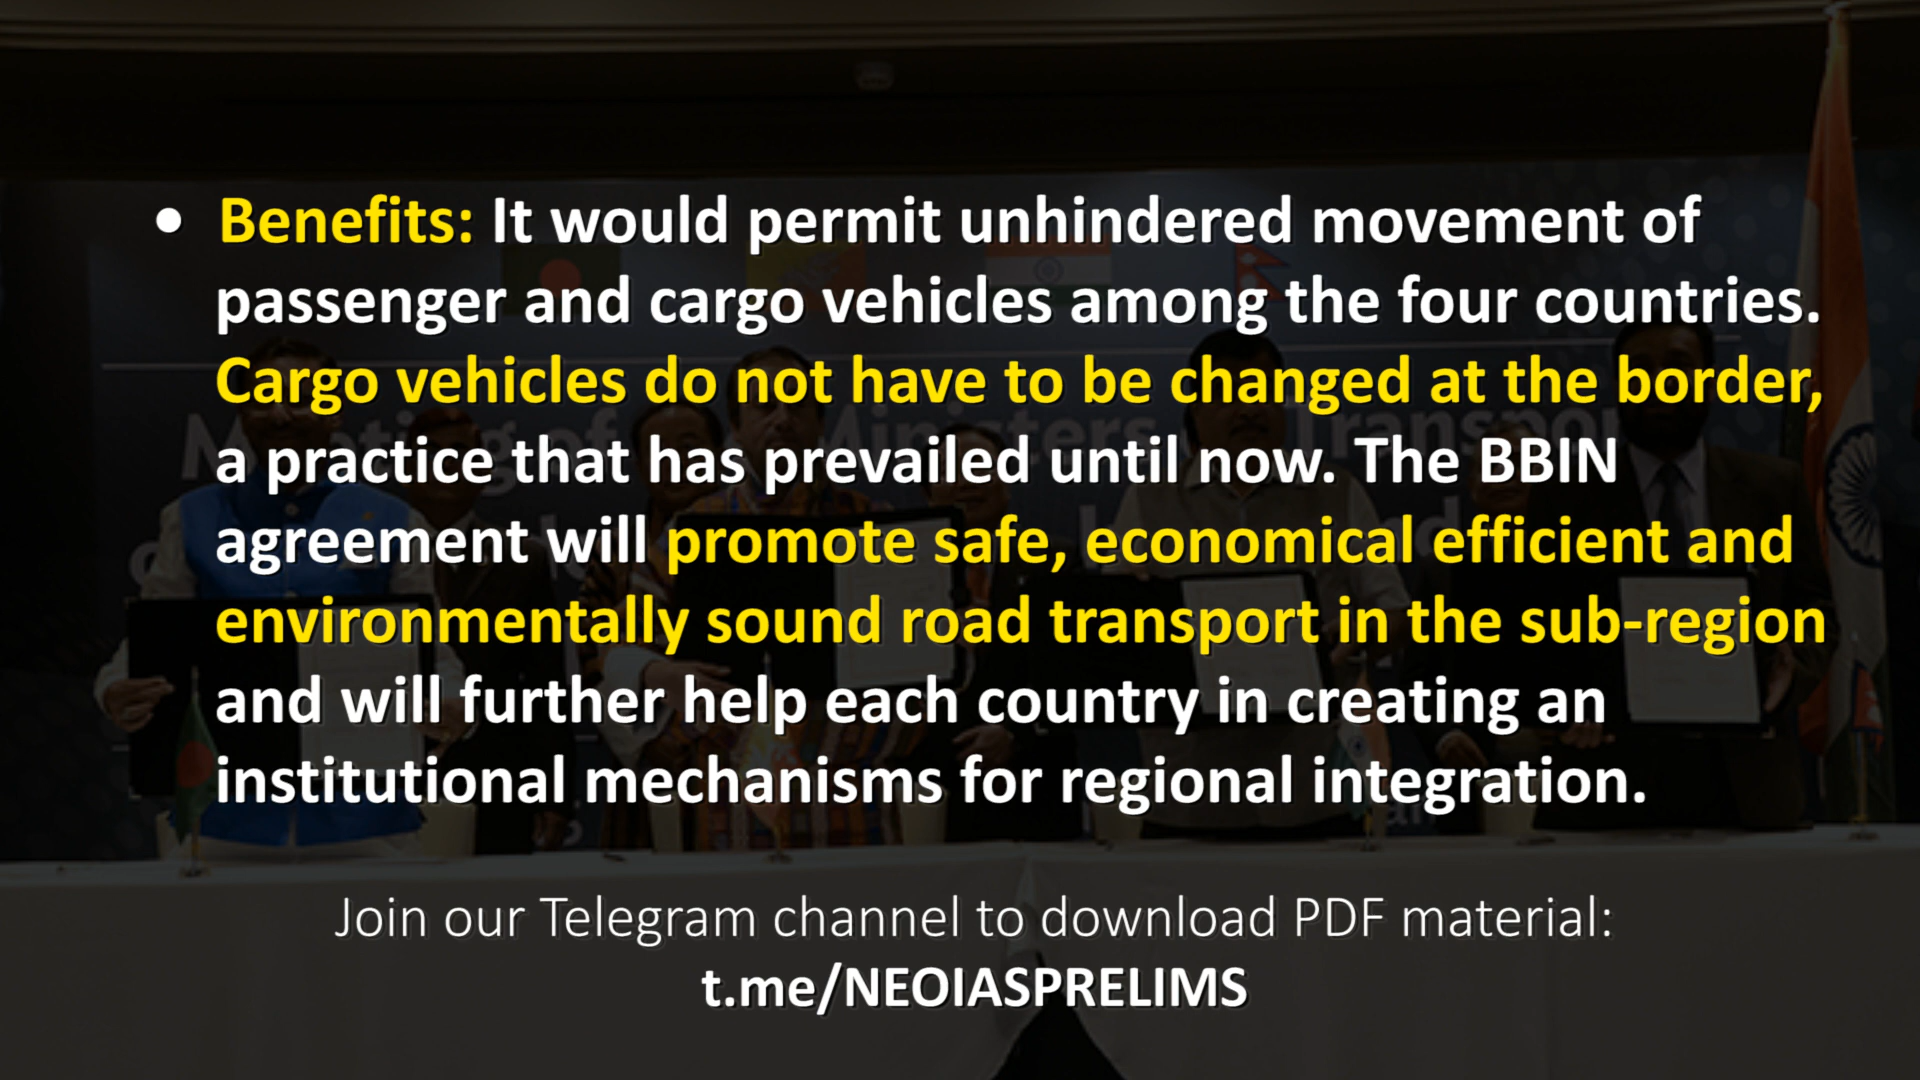 • Benefits: It would permit unhindered movement of
passenger and cargo vehicles among the four countries.
Cargo vehicles do not have to be changed at the border,
a practice that has prevailed until now. The BBIN
agreement will promote safe, economical efficient and
environmentally sound road transport in the sub-region
and will further help each country in creating an
institutional mechanisms for regional integration.
Join our Telegram channel to download PDF material:
t.me/NEOIASPRELIMS